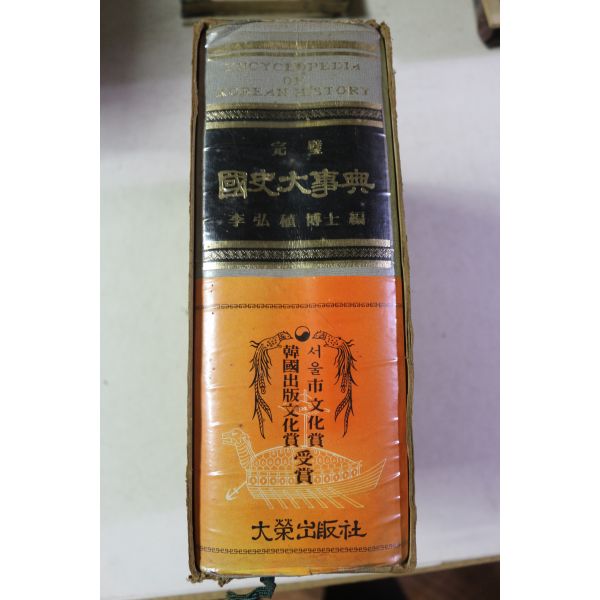 ENCYCLOPEDIA
OF
KOREAN HISTORY
完璧
國史大事典
李弘稙博士編
서울市文化賞
韓國出版文化賞
受賞
大榮出版社